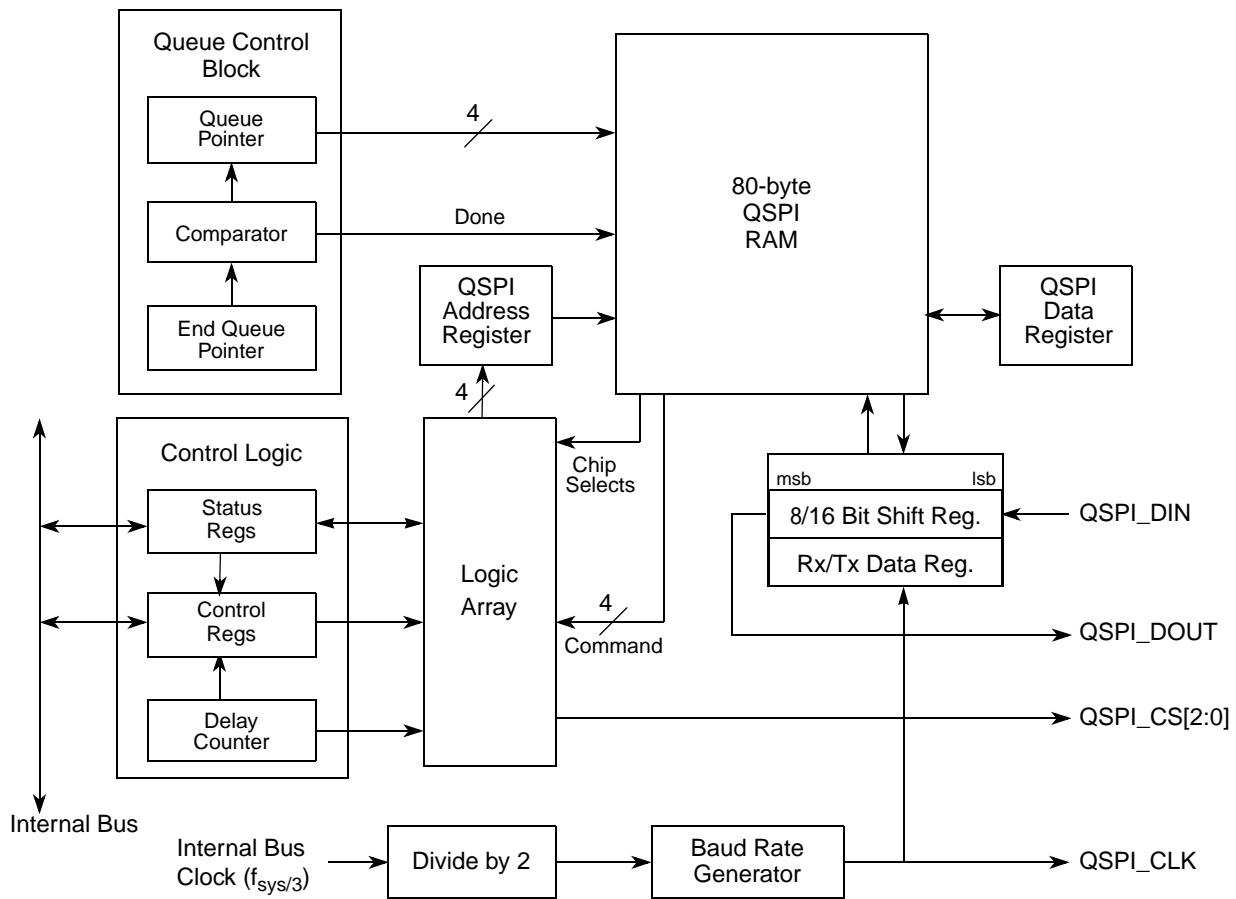 Queue Control
Block
Queue
Pointer
4
Comparator
Done
End Queue
Pointer
80-byte
QSPI
RAM
QSPI
Address
Register
QSPI
Data
Register
4
Control Logic
Status
Regs
Control
Regs
Delay
Counter
Logic
Array
Chip
Selects
4
Command
msb
lsb
8/16 Bit Shift Reg.
Rx/Tx Data Reg.
QSPI_DIN
QSPI_DOUT
QSPI_CS[2:0]
Internal Bus
Internal Bus
Clock (fsys/3)
Divide by 2
Baud Rate
Generator
QSPI_CLK